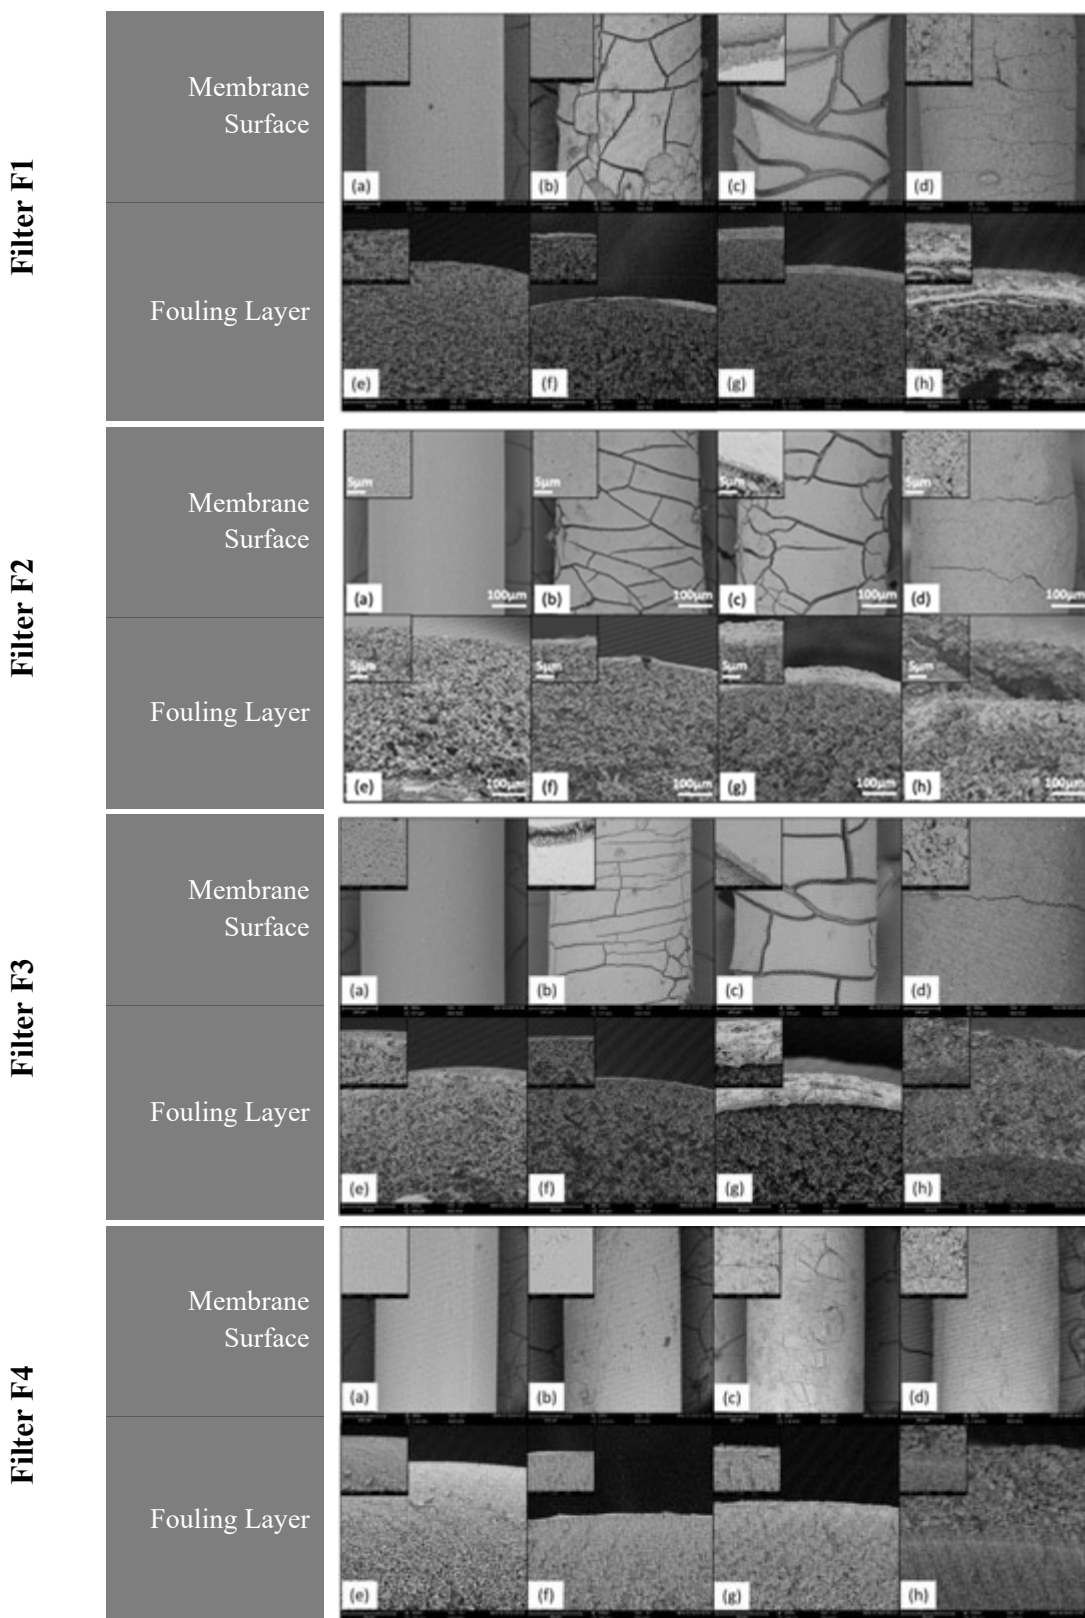 Filter F1
Membrane
Surface
(a) (b) (c) (d)
Fouling Layer
(e) (f) (g) (h)
Filter F2
Membrane
Surface
5μm 5μm 5μm 5μm
(a) 100μm (b) 100μm (c) 100μm (d) 100μm
Fouling Layer
5μm 5μm 5μm 5μm
(e) 100μm (f) 100μm (g) 100μm (h) 100μm
Filter F3
Membrane
Surface
(a) (b) (c) (d)
Fouling Layer
(e) (f) (g) (h)
Filter F4
Membrane
Surface
(a) (b) (c) (d)
Fouling Layer
(e) (f) (g) (h)